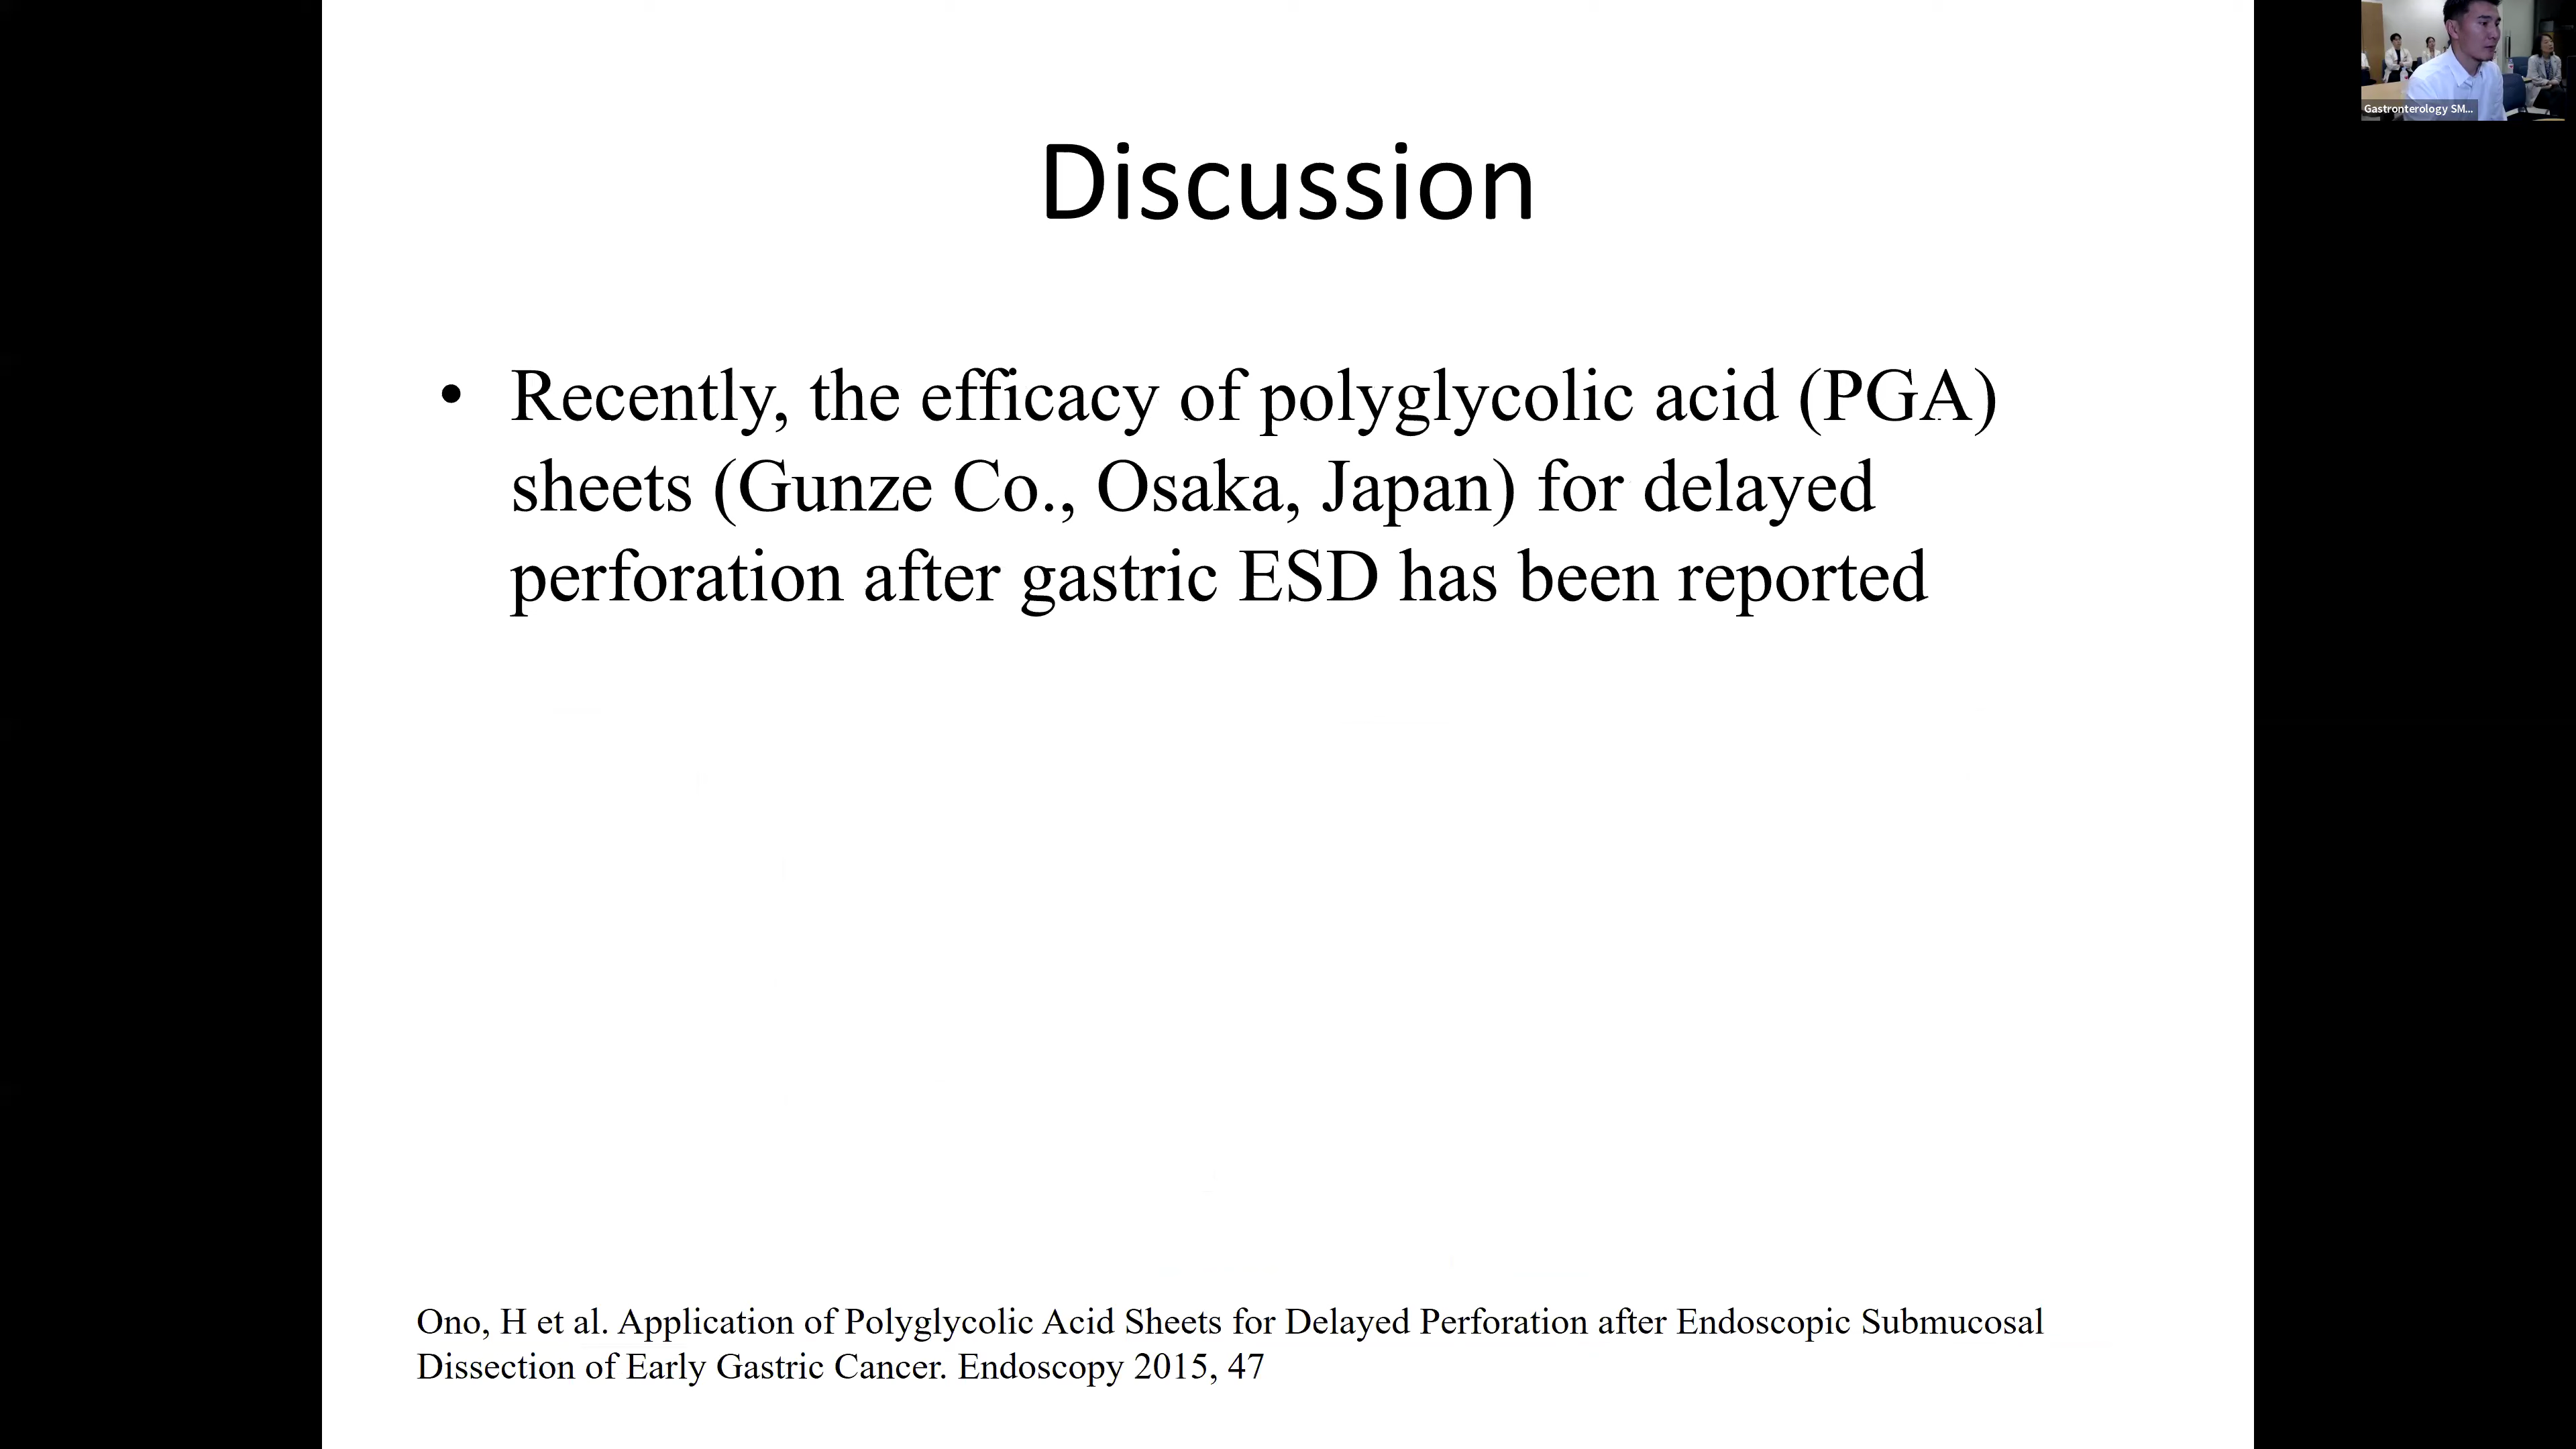 Gastronterology SM...
Discussion
• Recently, the efficacy of polyglycolic acid (PGA)
sheets (Gunze Co., Osaka, Japan) for delayed
perforation after gastric ESD has been reported
Ono, H et al. Application of Polyglycolic Acid Sheets for Delayed Perforation after Endoscopic Submucosal
Dissection of Early Gastric Cancer. Endoscopy 2015, 47